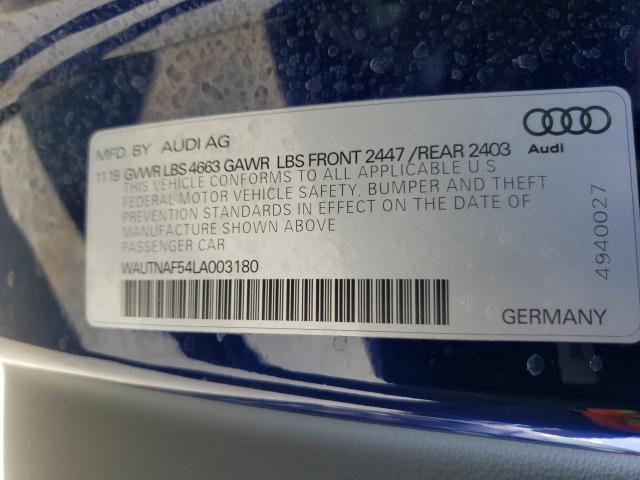 MFD. BY AUDI AG
11 19 GVWR LBS 4663 GAWR LBS FRONT 2447 /REAR 2403
THIS VEHICLE CONFORMS TO ALL APPLICABLE U S
FEDERAL MOTOR VEHICLE SAFETY, BUMPER AND THEFT
PREVENTION STANDARDS IN EFFECT ON THE DATE OF
MANUFACTURE SHOWN ABOVE
PASSENGER CAR
WAUTNAF54LA003180
Audi
4940027
GERMANY